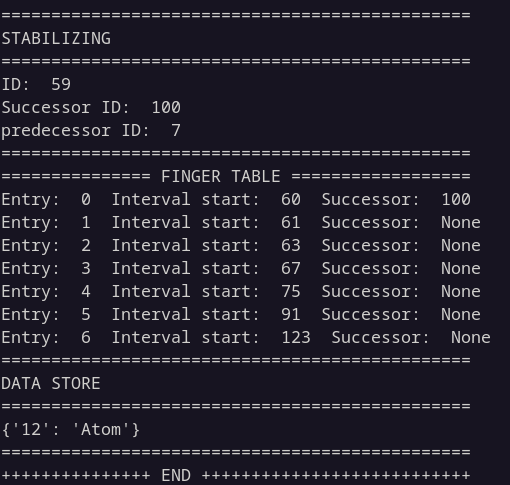 ===============================================
STABILIZING
===============================================
ID:  59
Successor ID:  100
predecessor ID:  7
===============================================
=============== FINGER TABLE ==================
Entry:  0  Interval start:  60  Successor:  100
Entry:  1  Interval start:  61  Successor:  None
Entry:  2  Interval start:  63  Successor:  None
Entry:  3  Interval start:  67  Successor:  None
Entry:  4  Interval start:  75  Successor:  None
Entry:  5  Interval start:  91  Successor:  None
Entry:  6  Interval start:  123  Successor:  None
===============================================
DATA STORE
===============================================
{'12': 'Atom'}
===============================================
+++++++++++++++ END +++++++++++++++++++++++++++